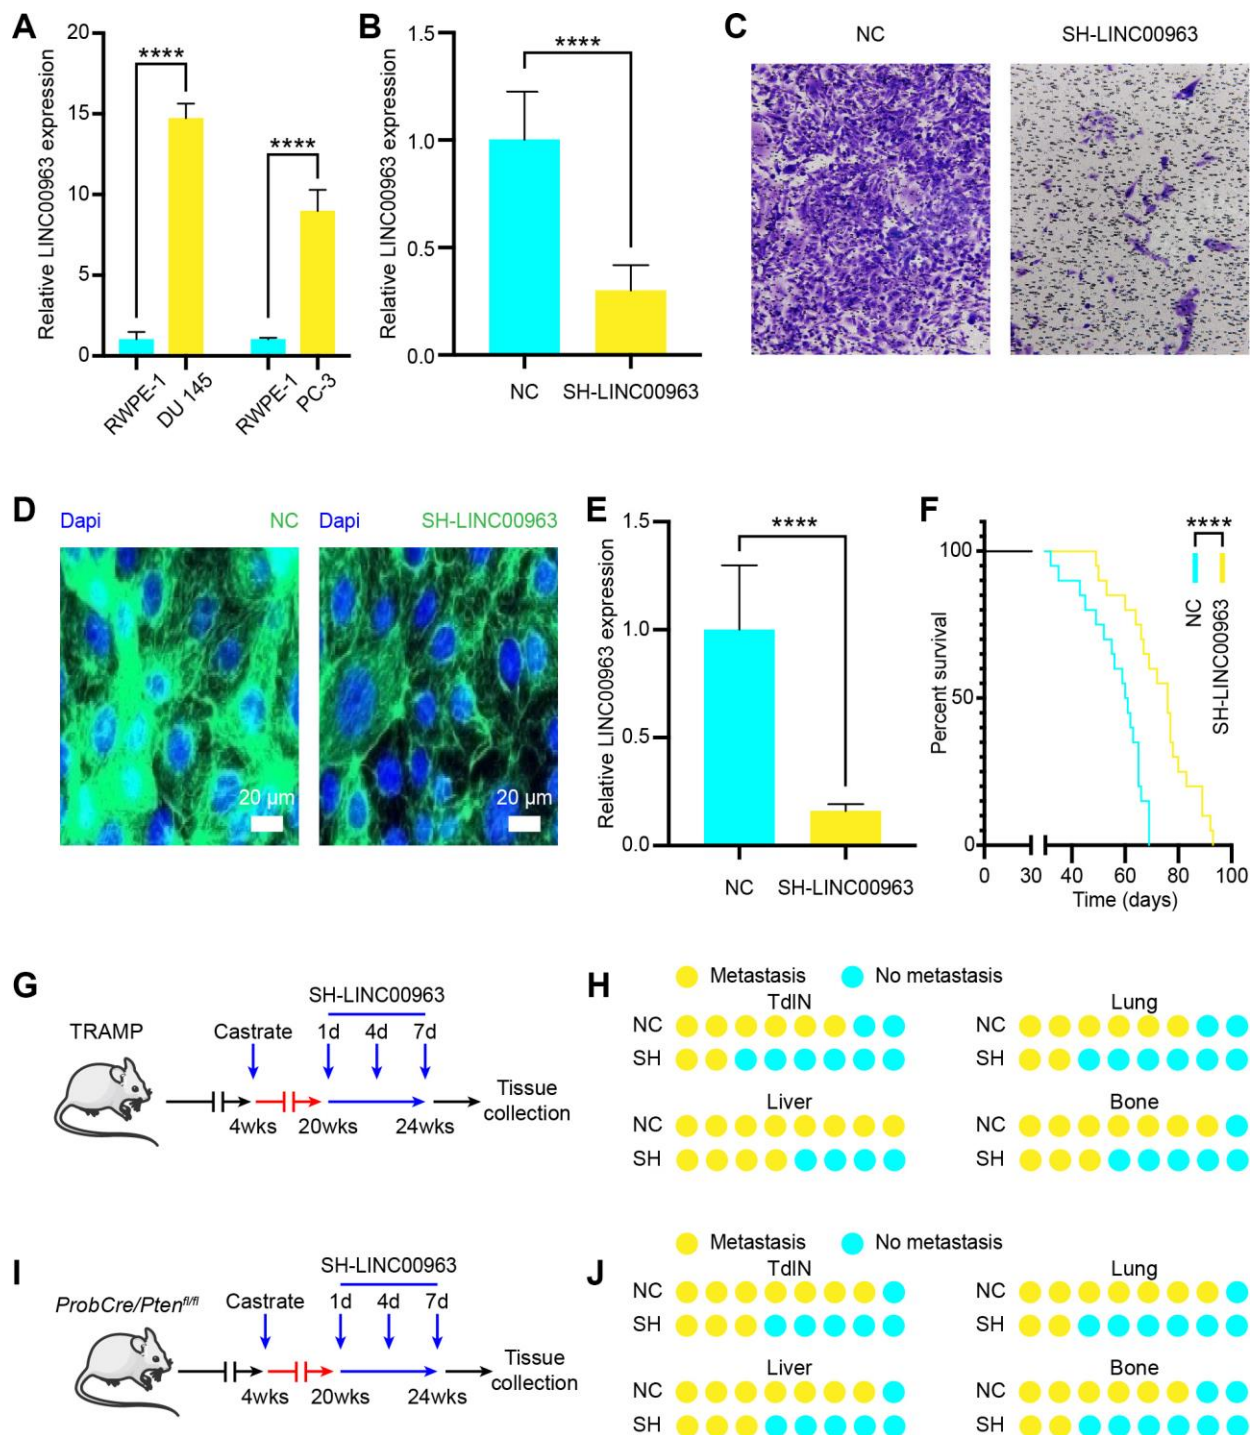 A
Relative LINC00963 expression
20
15
10
5
0
****
****
RWPE-1
DU 145
RWPE-1
PC-3
B
Relative LINC00963 expression
1.5
1.0
0.5
0.0
****
NC
SH-LINC00963
C
NC
SH-LINC00963
D
Dapi
NC
20 µm
Dapi
SH-LINC00963
20 µm
E
Relative LINC00963 expression
1.5
1.0
0.5
0.0
****
NC
SH-LINC00963
F
Percent survival
100
50
0
0
30
40
60
80
100
Time (days)
****
NC
SH-LINC00963
G
TRAMP
SH-LINC00963
Castrate
1d
4d
7d
4wks
20wks
24wks
Tissue
collection
H
Metastasis
No metastasis
TdlN
NC
SH
Lung
NC
SH
Liver
NC
SH
Bone
NC
SH
I
ProbCre/Ptenfl/fl
SH-LINC00963
Castrate
1d
4d
7d
4wks
20wks
24wks
Tissue
collection
J
Metastasis
No metastasis
TdlN
NC
SH
Lung
NC
SH
Liver
NC
SH
Bone
NC
SH